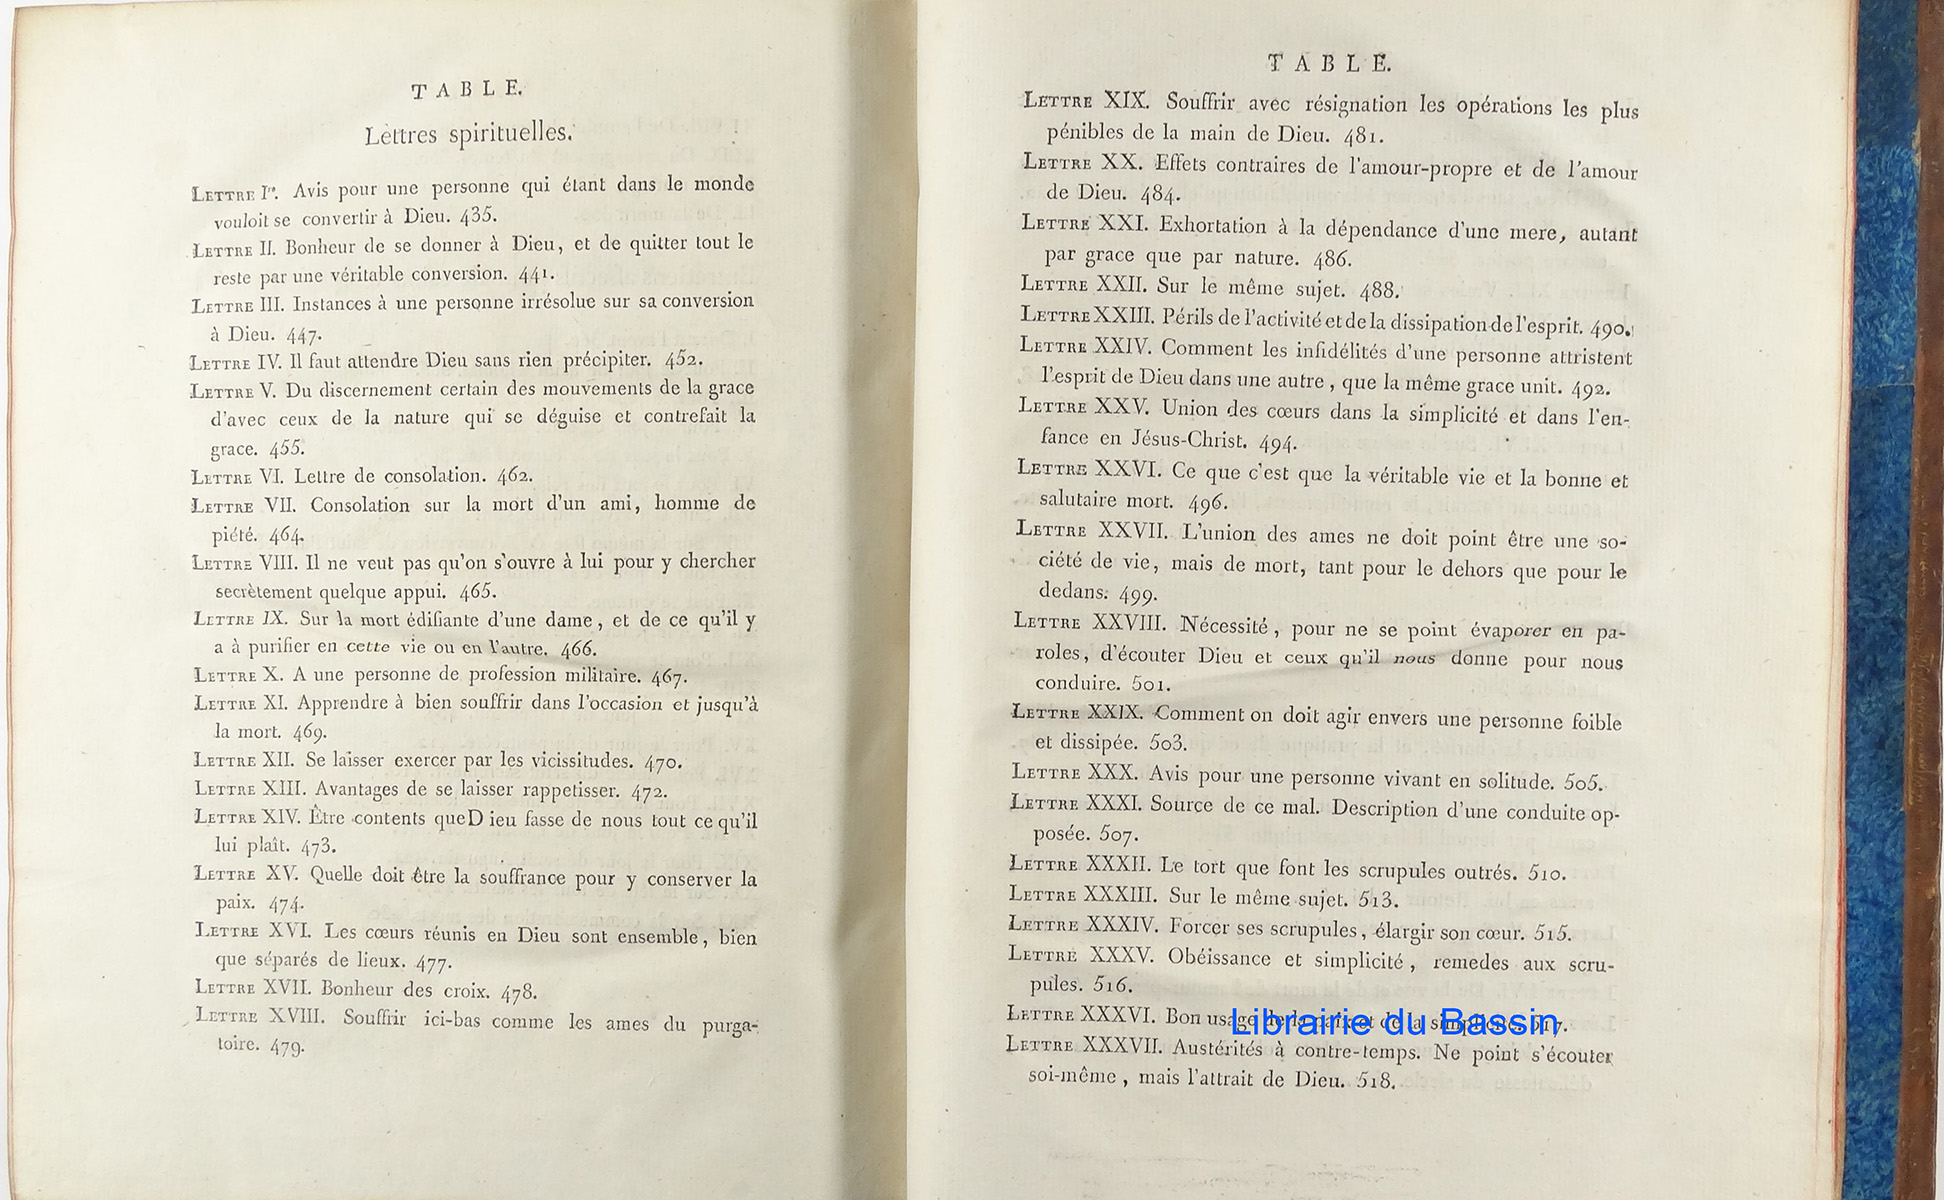 TABLE.
Lettres spirituelles.
LETTRE Ire. Avis pour une personne qui étant dans le monde
vouloit se convertir à Dieu. 435.
LETTRE II. Bonheur de se donner à Dieu, et de quitter tout le
reste par une véritable conversion. 441.
LETTRE III. Instances à une personne irrésolue sur sa conversion
à Dieu. 447.
LETTRE IV. Il faut attendre Dieu sans rien précipiter. 452.
LETTRE V. Du discernement certain des mouvements de la grace
d'avec ceux de la nature qui se déguise et contrefait la
grace. 455.
LETTRE VI. Lettre de consolation. 462.
LETTRE VII. Consolation sur la mort d'un ami, homme de
piété. 464.
LETTRE VIII. Il ne veut pas qu'on s'ouvre à lui pour y chercher
secrètement quelque appui. 465.
LETTRE IX. Sur la mort édifiante d'une dame, et de ce qu'il y
a à purifier en cette vie ou en l'autre. 466.
LETTRE X. A une personne de profession militaire. 467.
LETTRE XI. Apprendre à bien souffrir dans l'occasion et jusqu'à
la mort. 469.
LETTRE XII. Se laisser exercer par les vicissitudes. 470.
LETTRE XIII. Avantages de se laisser rappetisser. 472.
LETTRE XIV. Être contents queD ieu fasse de nous tout ce qu'il
lui plaît. 473.
LETTRE XV. Quelle doit être la souffrance pour y conserver la
paix. 474.
LETTRE XVI. Les cœurs réunis en Dieu sont ensemble, bien
que séparés de lieux. 477.
LETTRE XVII. Bonheur des croix. 478.
LETTRE XVIII. Souffrir ici-bas comme les ames du purga-
toire. 479.
TABLE.
LETTRE XIX. Souffrir avec résignation les opérations les plus
pénibles de la main de Dieu. 481.
LETTRE XX. Effets contraires de l'amour-propre et de l'amour
de Dieu. 484.
LETTRE XXI. Exhortation à la dépendance d'une mere, autant
par grace que par nature. 486.
LETTRE XXII. Sur le même sujet. 488.
LETTRE XXIII. Périls de l'activité et de la dissipation de l'esprit. 490.
LETTRE XXIV. Comment les infidélités d'une personne attristent
l'esprit de Dieu dans une autre, que la même grace unit. 492.
LETTRE XXV. Union des cœurs dans la simplicité et dans l'en-
fance en Jésus-Christ. 494.
LETTRE XXVI. Ce que c'est que la véritable vie et la bonne et
salutaire mort. 496.
LETTRE XXVII. L'union des ames ne doit point être une so-
ciété de vie, mais de mort, tant pour le dehors que pour le
dedans. 499.
LETTRE XXVIII. Nécessité, pour ne se point évaporer en pa-
roles, d'écouter Dieu et ceux qu'il nous donne pour nous
conduire. 501.
LETTRE XXIX. Comment on doit agir envers une personne foible
et dissipée. 503.
LETTRE XXX. Avis pour une personne vivant en solitude. 505.
LETTRE XXXI. Source de ce mal. Description d'une conduite op-
posée. 507.
LETTRE XXXII. Le tort que font les scrupules outrés. 510.
LETTRE XXXIII. Sur le même sujet. 513.
LETTRE XXXIV. Forcer ses scrupules, élargir son cœur. 515.
LETTRE XXXV. Obéissance et simplicité, remedes aux scru-
pules. 516.
LETTRE XXXVI. Bon usage de la paix et de la simplicité. 517.
Librairie du Bassin
LETTRE XXXVII. Austérités à contre-temps. Ne point s'écouter
soi-même, mais l'attrait de Dieu. 518.